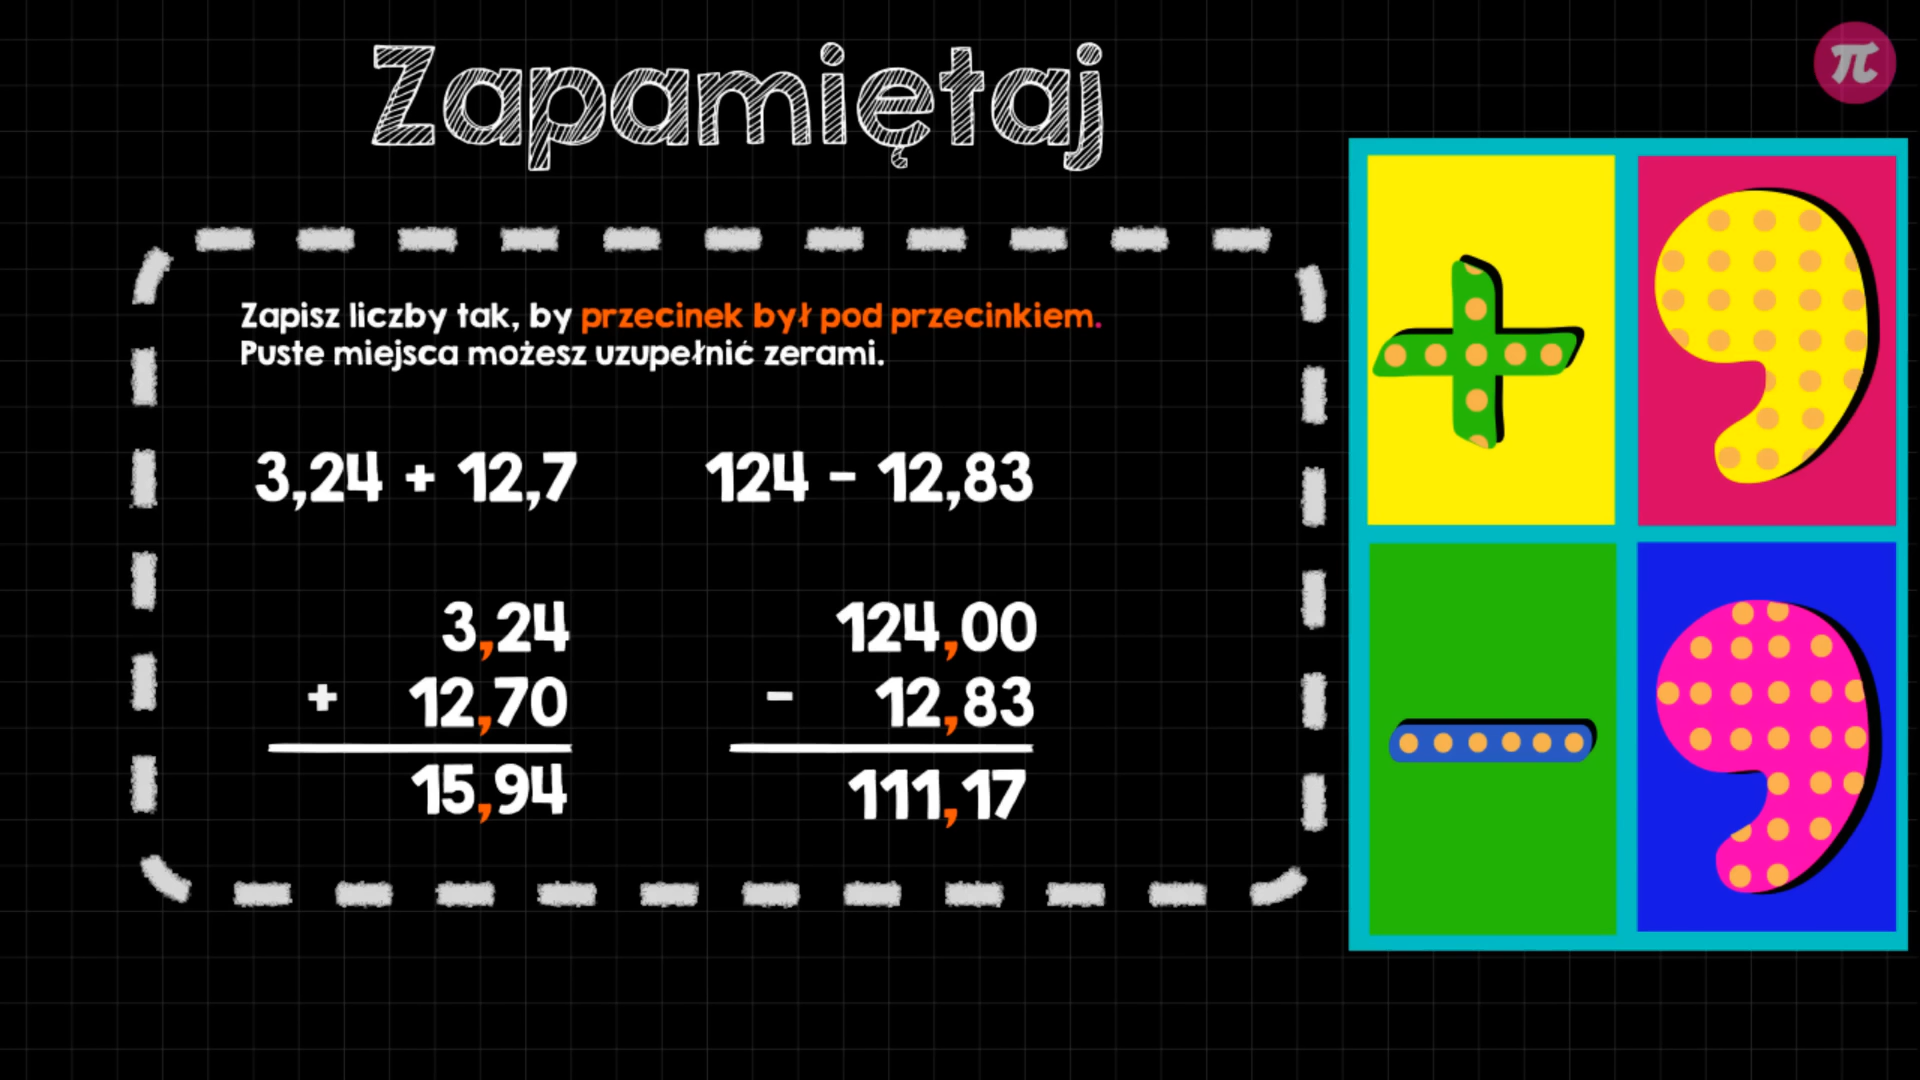 Zapamiętaj
π
Zapisz liczby tak, by przecinek był pod przecinkiem.
Puste miejsca możesz uzupełnić zerami.
3,24 + 12,7
124 - 12,83
3,24
+ 12,70
15,94
124,00
- 12,83
111,17
+ ,
- ,